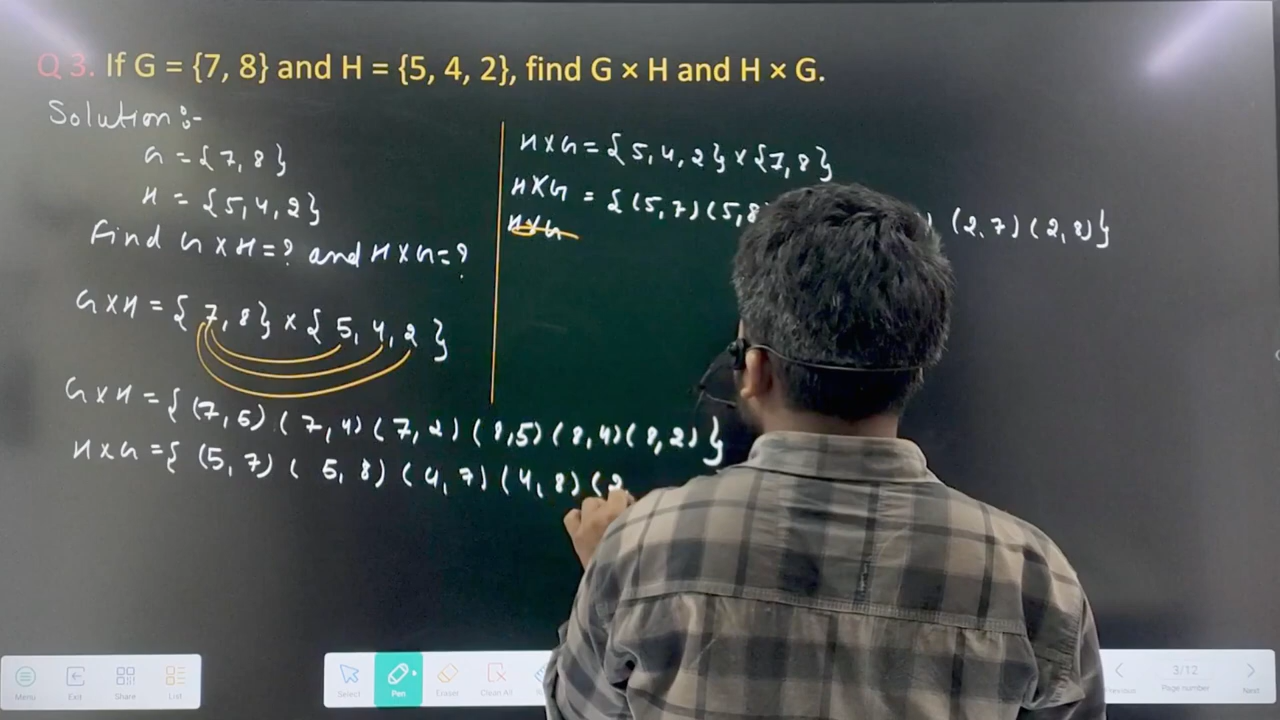 Q 3. If G = {7, 8} and H = {5, 4, 2}, find G × H and H × G.
Solution :-
G = {7, 8}
H = {5, 4, 2}
Find G × H = ? and H × G = ?
G × H = { 7, 8} × { 5, 4, 2 }
G × H = { (7, 5) ( 7, 4) ( 7, 2) ( 8, 5) ( 8, 4) ( 8, 2) }
H × G = { (5, 7) ( 5, 8) ( 4, 7) ( 4, 8) (2
H × G = {5, 4, 2} × {7, 8}
H × G = { (5, 7) (5, 8 ) (2, 7) ( 2, 8) }
H × G
Menu
Exit
Share
List
Select
Pen
Eraser
Clean All
Previous
3/12
Page number
Next